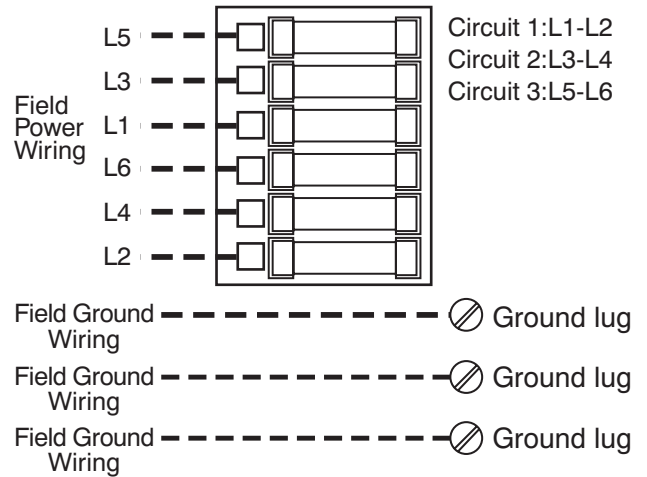 L5
Circuit 1:L1-L2
L3
Circuit 2:L3-L4
Circuit 3:L5-L6
Field
Power
Wiring
L1
L6
L4
L2
Field Ground
Wiring
Ground lug
Field Ground
Wiring
Ground lug
Field Ground
Wiring
Ground lug